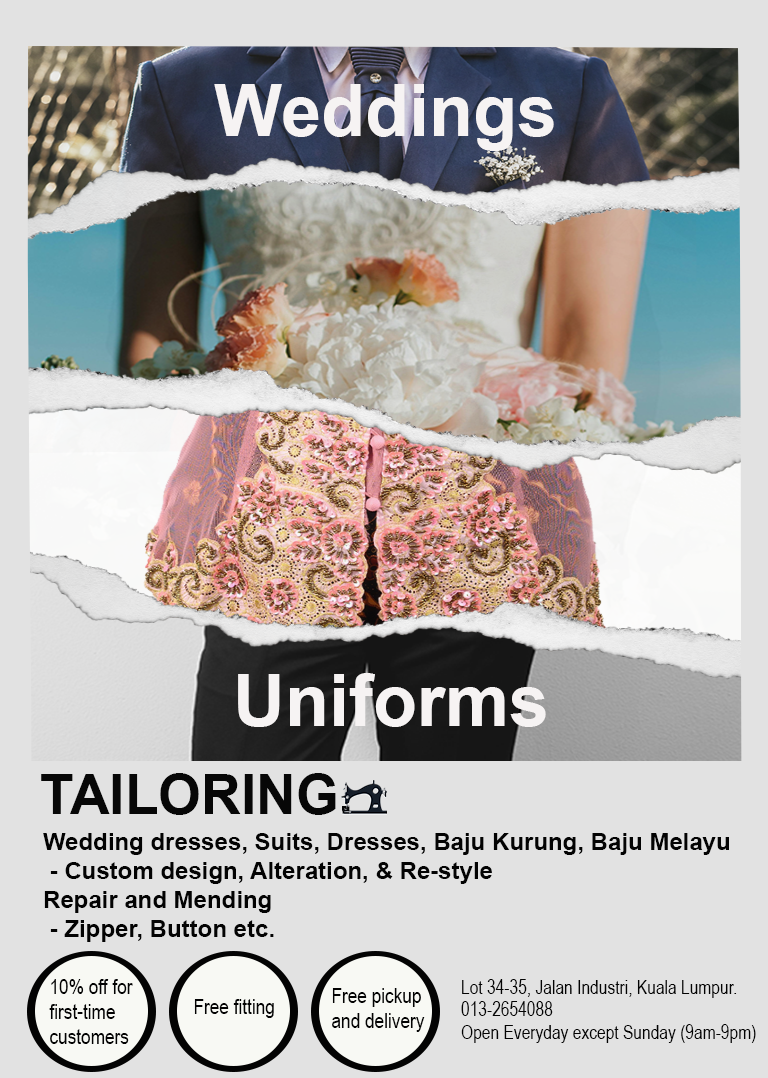 Weddings
Uniforms
TAILORING
Wedding dresses, Suits, Dresses, Baju Kurung, Baju Melayu
- Custom design, Alteration, & Re-style
Repair and Mending
- Zipper, Button etc.
10% off for
first-time
customers
Free fitting
Free pickup
and delivery
Lot 34-35, Jalan Industri, Kuala Lumpur.
013-2654088
Open Everyday except Sunday (9am-9pm)